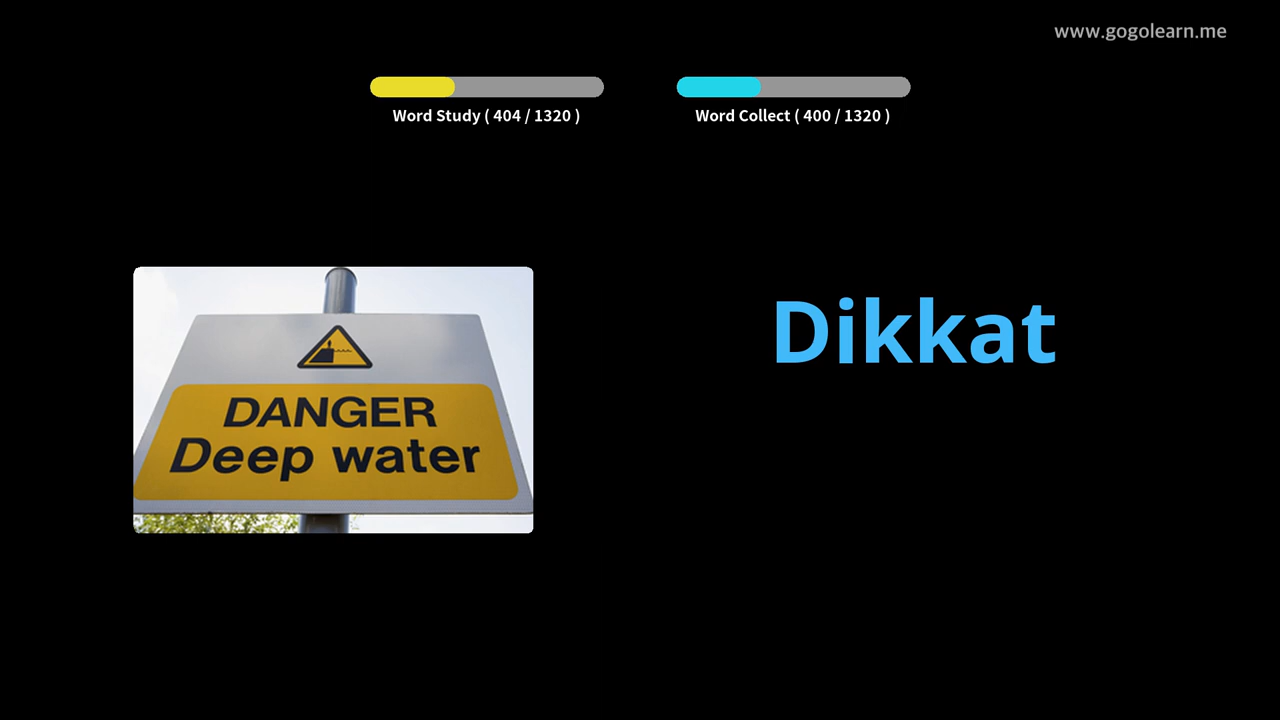 www.gogolearn.me
Word Study ( 404 / 1320 )
Word Collect ( 400 / 1320 )
DANGER
Deep water
Dikkat